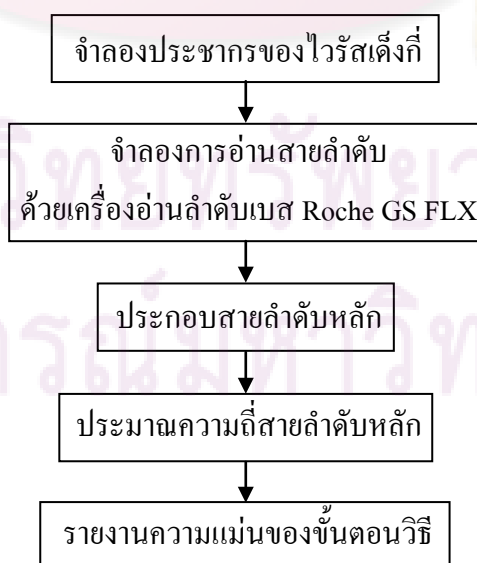 จำลองประชากรของไวรัสเด็งกี่
จำลองการอ่านสายลำดับ
ด้วยเครื่องอ่านลำดับเบส Roche GS FLX
ประกอบสายลำดับหลัก
ประมาณความถี่สายลำดับหลัก
รายงานความแม่นของขั้นตอนวิธี